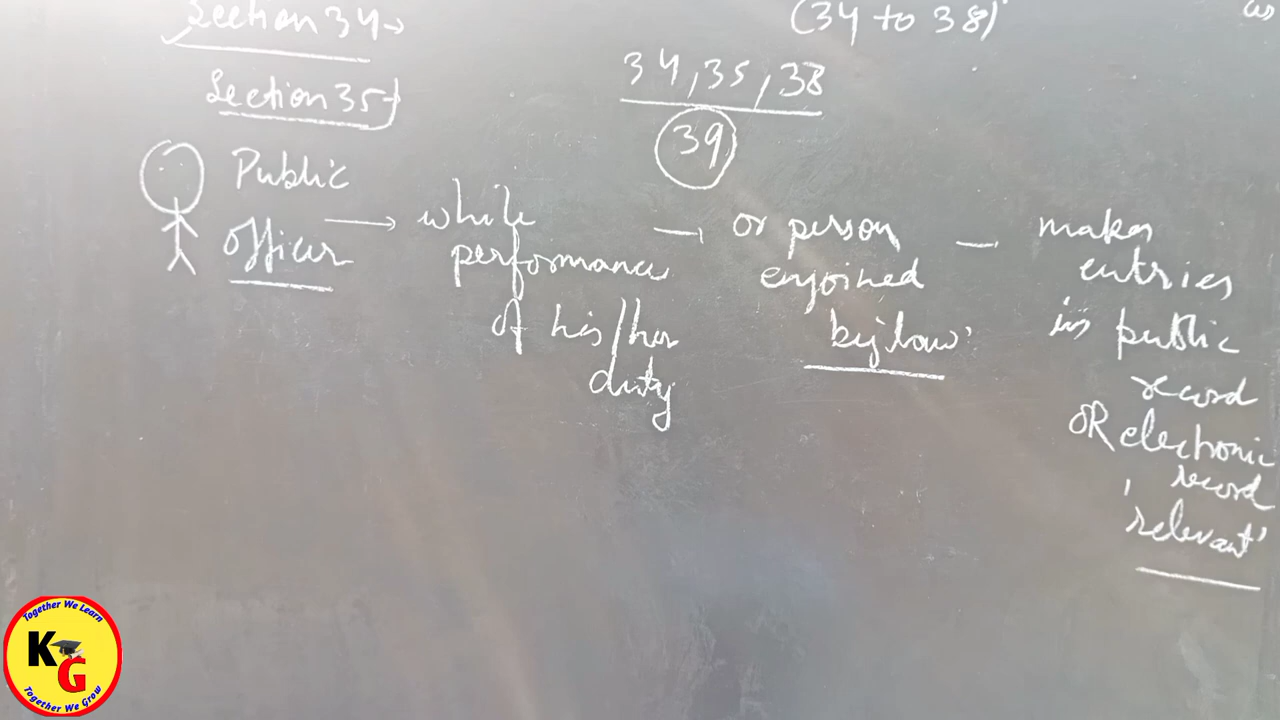 Section 34→
(34 to 38)
Section 35→
34, 35, 38
39
Public officer → while performance of his/her duty → or person enjoined by law' — makes entries in public record OR electronic record 'relevant'
Together We Learn
KG
Together We Grow